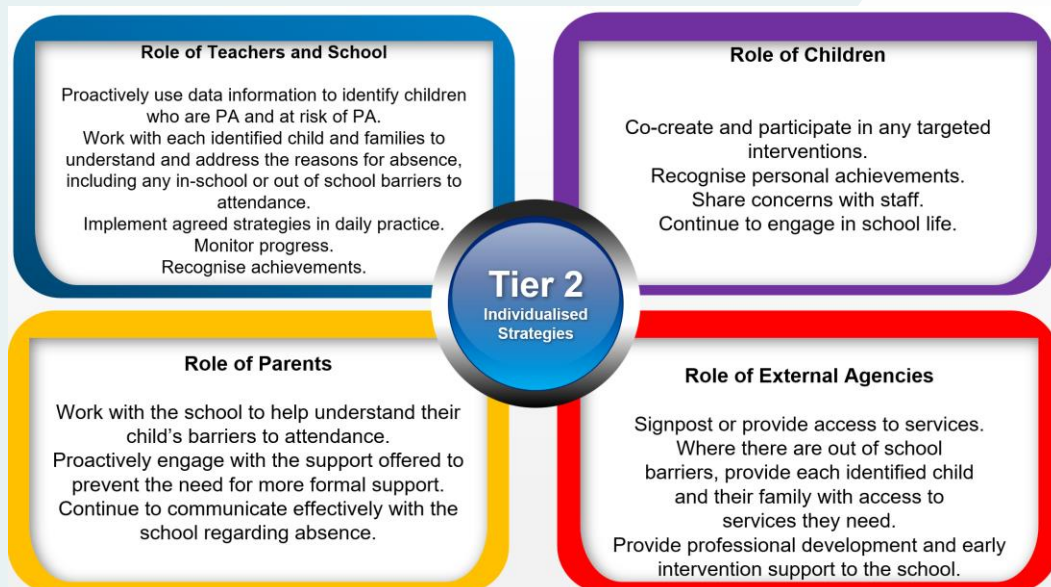 Role of Teachers and School
Proactively use data information to identify children
who are PA and at risk of PA.
Work with each identified child and families to
understand and address the reasons for absence,
including any in-school or out of school barriers to
attendance.
Implement agreed strategies in daily practice.
Monitor progress.
Recognise achievements.
Role of Children
Co-create and participate in any targeted
interventions.
Recognise personal achievements.
Share concerns with staff.
Continue to engage in school life.
Tier 2
Individualised
Strategies
Role of Parents
Work with the school to help understand their
child's barriers to attendance.
Proactively engage with the support offered to
prevent the need for more formal support.
Continue to communicate effectively with the
school regarding absence.
Role of External Agencies
Signpost or provide access to services.
Where there are out of school
barriers, provide each identified child
and their family with access to
services they need.
Provide professional development and early
intervention support to the school.